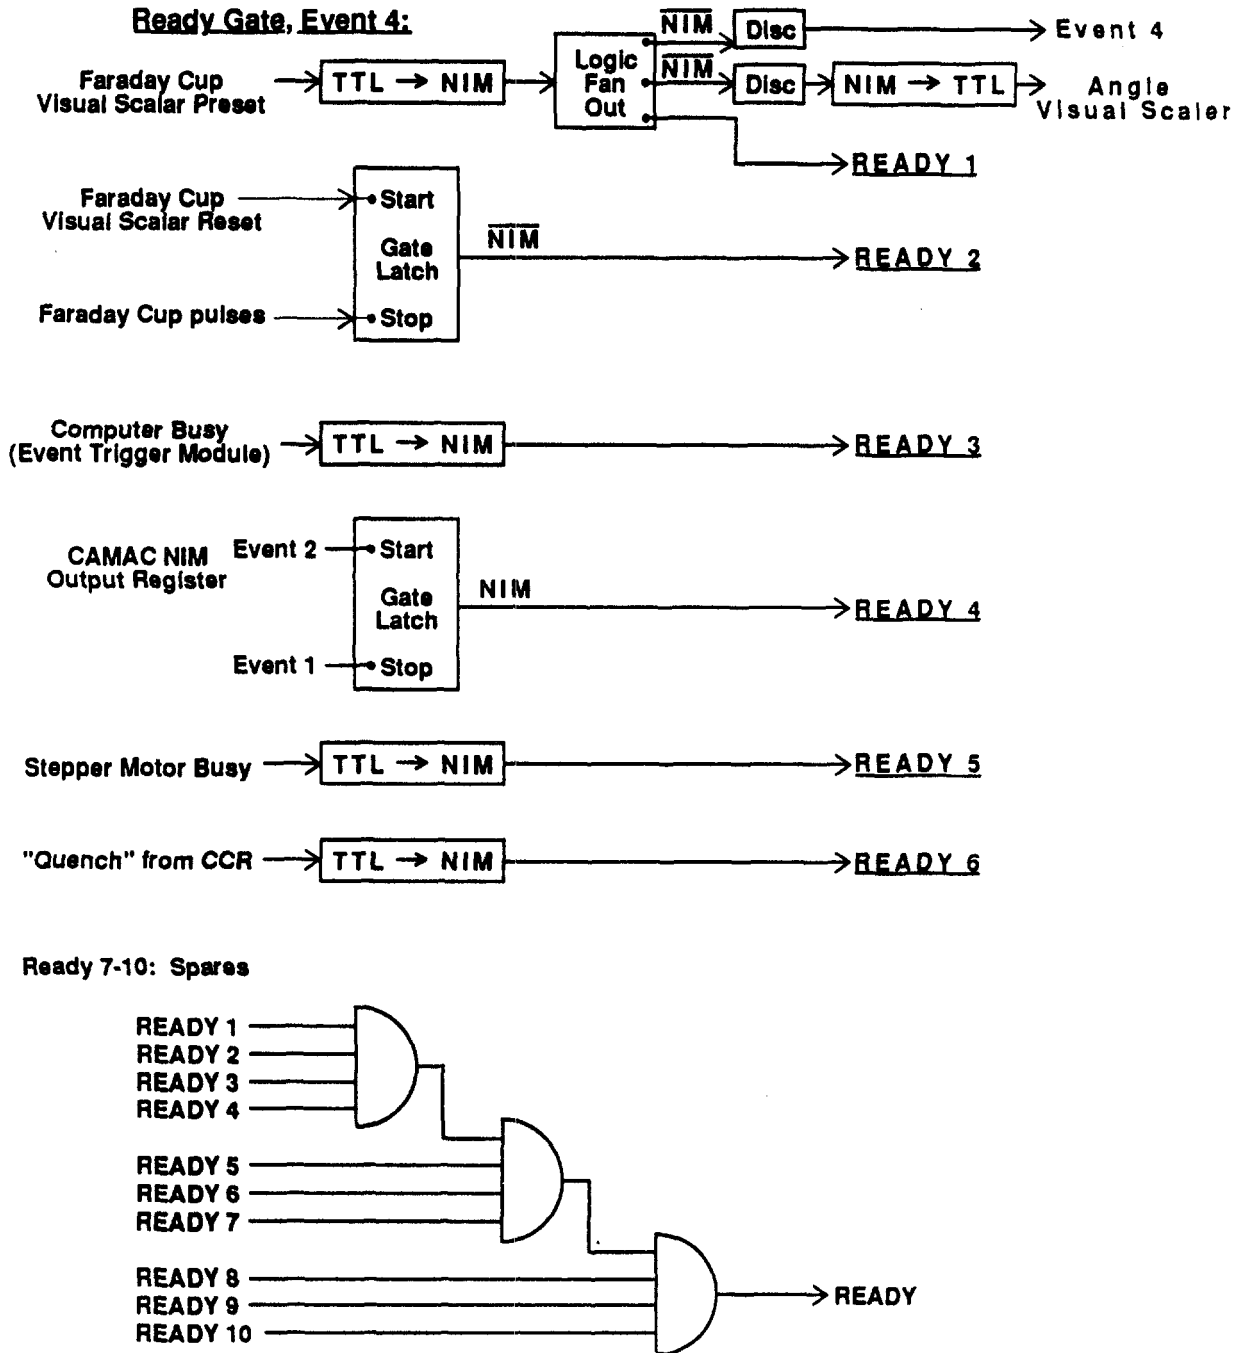 Ready Gate, Event 4:
Faraday Cup
Visual Scalar Preset
TTL → NIM
Logic
Fan
Out
N̅I̅M̅
Disc
Event 4
N̅I̅M̅
Disc
NIM → TTL
Angle
Visual Scaler
READY 1
Faraday Cup
Visual Scalar Reset
Start
Gate
Latch
Faraday Cup pulses
Stop
N̅I̅M̅
READY 2
Computer Busy
(Event Trigger Module)
TTL → NIM
READY 3
CAMAC NIM
Output Register
Event 2
Start
Gate
Latch
Event 1
Stop
NIM
READY 4
Stepper Motor Busy
TTL → NIM
READY 5
"Quench" from CCR
TTL → NIM
READY 6
Ready 7-10: Spares
READY 1
READY 2
READY 3
READY 4
READY 5
READY 6
READY 7
READY 8
READY 9
READY 10
READY